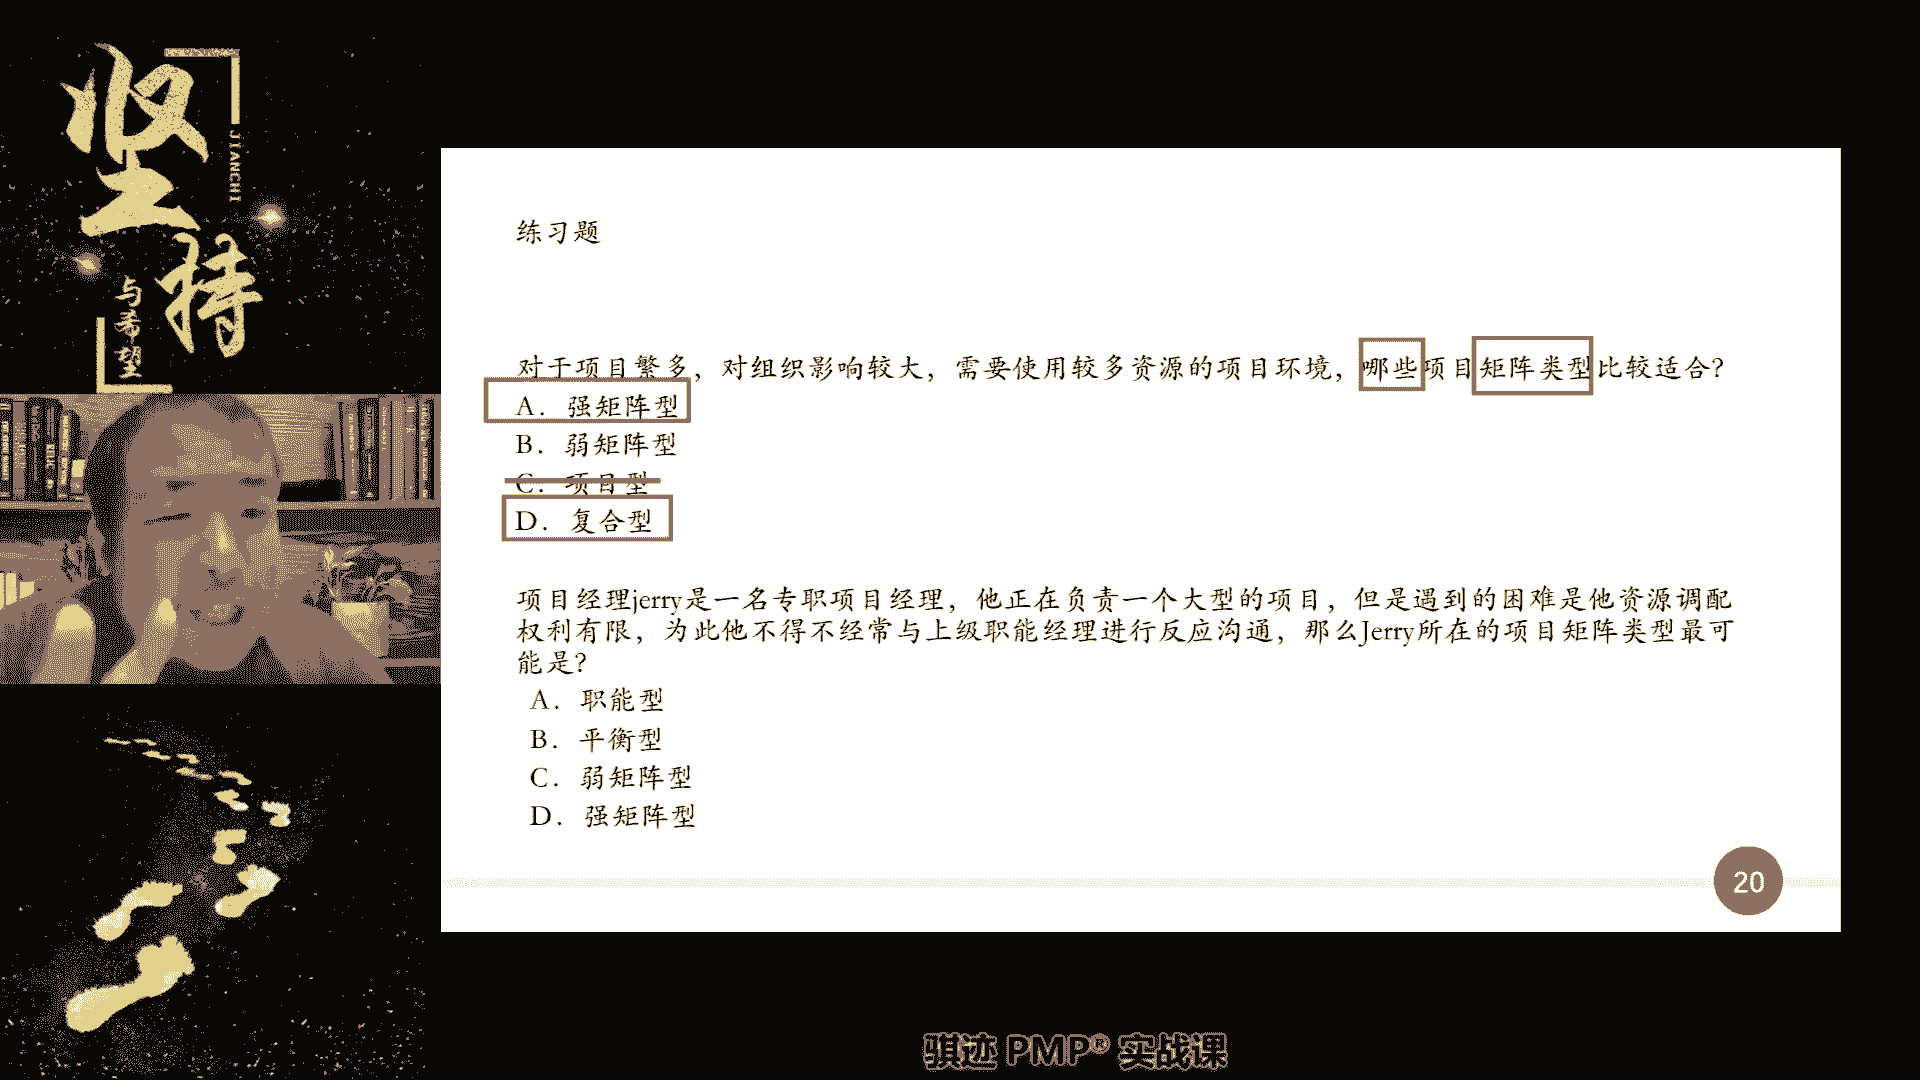 坚持
JIANCHI
与希望
练习题
对于项目繁多，对组织影响较大，需要使用较多资源的项目环境，哪些项目矩阵类型比较适合？
A. 强矩阵型
B. 弱矩阵型
C. 项目型
D. 复合型
项目经理jerry是一名专职项目经理，他正在负责一个大型的项目，但是遇到的困难是他资源调配
权利有限，为此他不得不经常与上级职能经理进行反应沟通，那么Jerry所在的项目矩阵类型最可
能是？
A. 职能型
B. 平衡型
C. 弱矩阵型
D. 强矩阵型
20
骐迹 PMP® 实战课